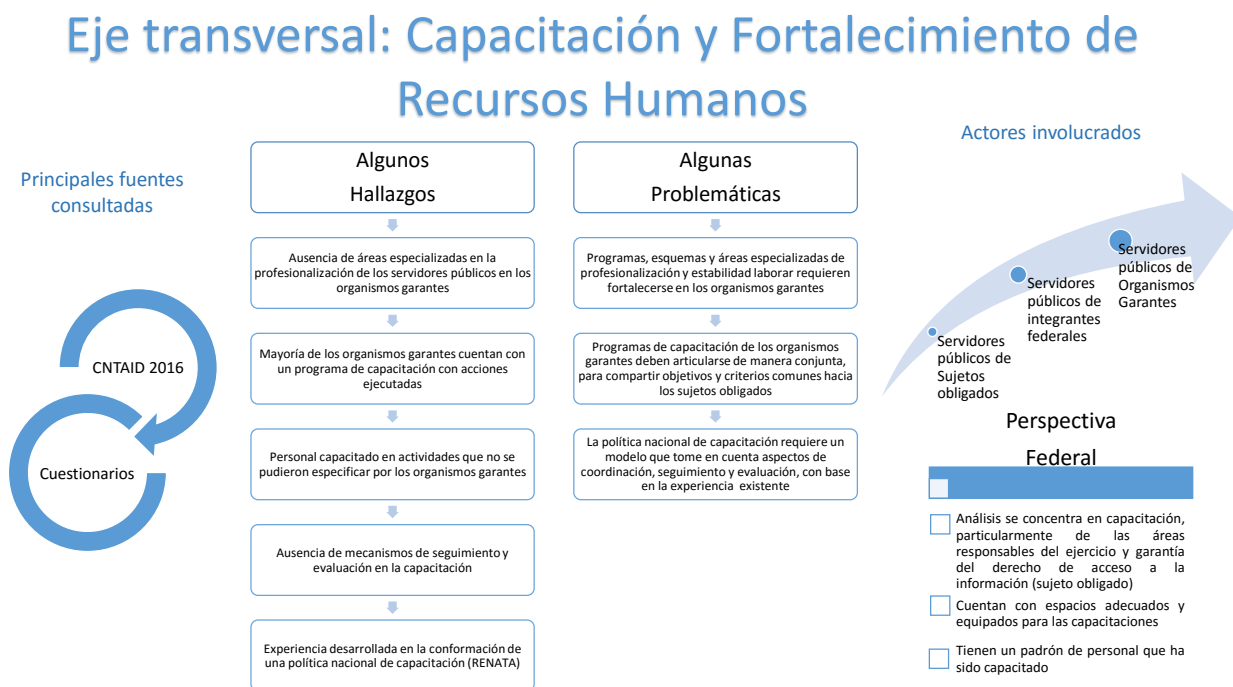 Eje transversal: Capacitación y Fortalecimiento de
Recursos Humanos
Principales fuentes
consultadas
CNTAID 2016
Cuestionarios
Algunos
Hallazgos
Ausencia de áreas especializadas en la
profesionalización de los servidores públicos en los
organismos garantes
Mayoría de los organismos garantes cuentan con
un programa de capacitación con acciones
ejecutadas
Personal capacitado en actividades que no se
pudieron especificar por los organismos garantes
Ausencia de mecanismos de seguimiento y
evaluación en la capacitación
Experiencia desarrollada en la conformación de
una política nacional de capacitación (RENATA)
Algunas
Problemáticas
Programas, esquemas y áreas especializadas de
profesionalización y estabilidad laborar requieren
fortalecerse en los organismos garantes
Programas de capacitación de los organismos
garantes deben articularse de manera conjunta,
para compartir objetivos y criterios comunes hacia
los sujetos obligados
La política nacional de capacitación requiere un
modelo que tome en cuenta aspectos de
coordinación, seguimiento y evaluación, con base
en la experiencia existente
Actores involucrados
Servidores
públicos de
Sujetos
obligados
Servidores
públicos de
integrantes
federales
Servidores
públicos de
Organismos
Garantes
Perspectiva
Federal
Análisis se concentra en capacitación,
particularmente de las áreas
responsables del ejercicio y garantía
del derecho de acceso a la
información (sujeto obligado)
Cuentan con espacios adecuados y
equipados para las capacitaciones
Tienen un padrón de personal que ha
sido capacitado